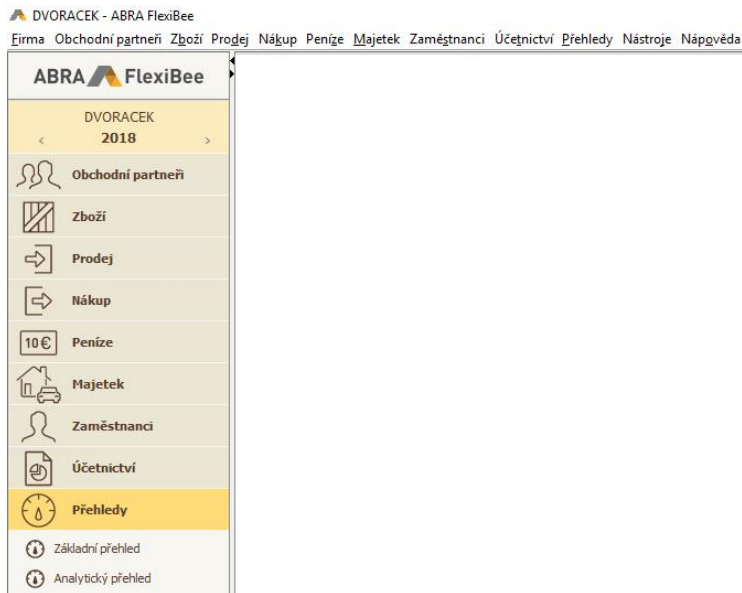 DVORACEK - ABRA FlexiBee
Firma Obchodní partneři Zboží Prodej Nákup Peníze Majetek Zaměstnanci Účetnictví Přehledy Nástroje Nápověda
ABRA FlexiBee
DVORACEK
< 2018 >
Obchodní partneři
Zboží
Prodej
Nákup
10€ Peníze
Majetek
Zaměstnanci
Účetnictví
Přehledy
Základní přehled
Analytický přehled